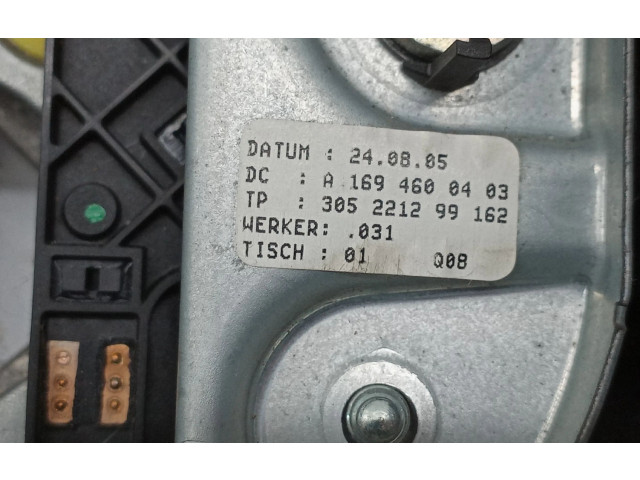 DATUM : 24.08.05
DC : A 169 460 04 03
TP : 305 2212 99 162
WERKER: .031
TISCH : 01 Q08